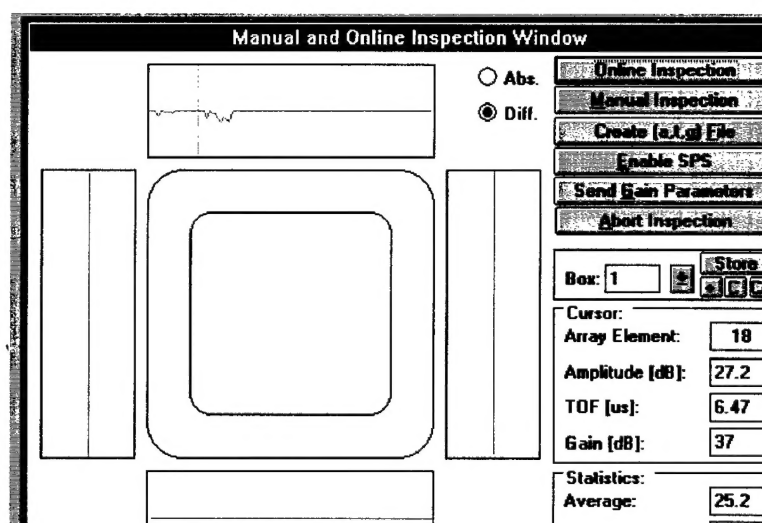 Manual and Online Inspection Window
Abs.
Diff.
Online Inspection
Manual Inspection
Create (a,t,g) File
Enable SPS
Send Gain Parameters
Abort Inspection
Box: 1
Store
Cursor:
Array Element: 18
Amplitude [dB]: 27.2
TOF [us]: 6.47
Gain [dB]: 37
Statistics:
Average: 25.2